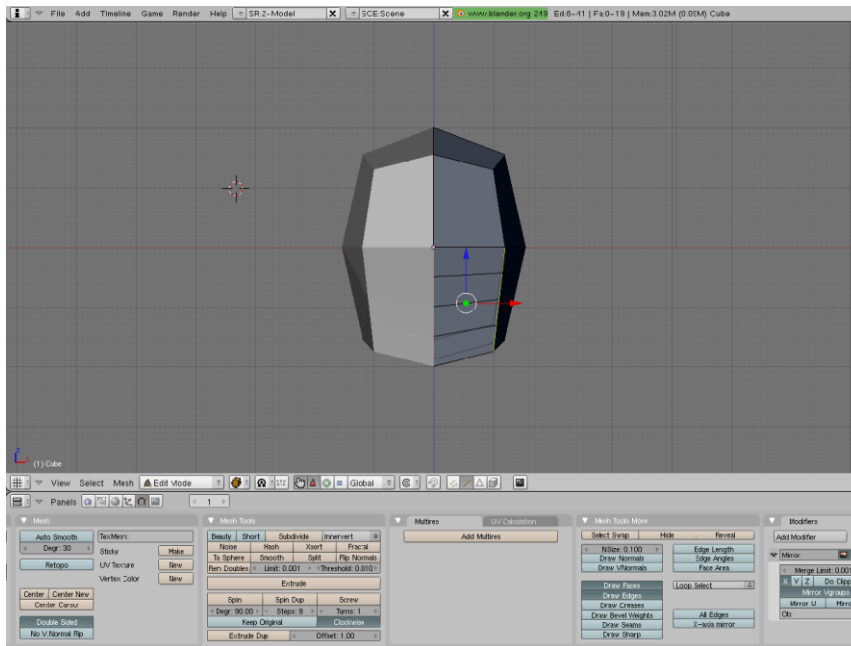 File Add Timeline Game Render Help SR:2-Model X SCE:Scene X www.blender.org 249 Ed:8-41 | Fa:0-19 | Mem:3.02M (0.09M) Cube
(1) Cube
View Select Mesh Edit Mode Global
Panels 1
Mesh
Auto Smooth
Degr: 30
Retopo
TexMesh:
Sticky Make
UV Texture New
Vertex Color New
Center Center New
Center Cursor
Double Sided
No V.Normal Flip
Mesh Tools
Beauty Short Subdivide Innervert
Noise Hash Xsort Fractal
To Sphere Smooth Split Flip Normals
Rem Doubles Limit: 0.001 Threshold: 0.010
Extrude
Spin Spin Dup Screw
Degr: 90.00 Steps: 9 Turns: 1
Keep Original Clockwise
Extrude Dup Offset: 1.00
Multires UV Calculation
Add Multires
Mesh Tools More
Select Swap Hide Reveal
NSize: 0.100
Draw Normals
Draw VNormals
Edge Length
Edge Angles
Face Area
Draw Faces
Draw Edges
Draw Creases
Draw Bevel Weights
Draw Seams
Draw Sharp
Loop Select
All Edges
X-axis mirror
Modifiers
Add Modifier
Mirror
Merge Limit: 0.001
X Y Z Do Clipp
Mirror Vgroups
Mirror U Mirr
Ob: